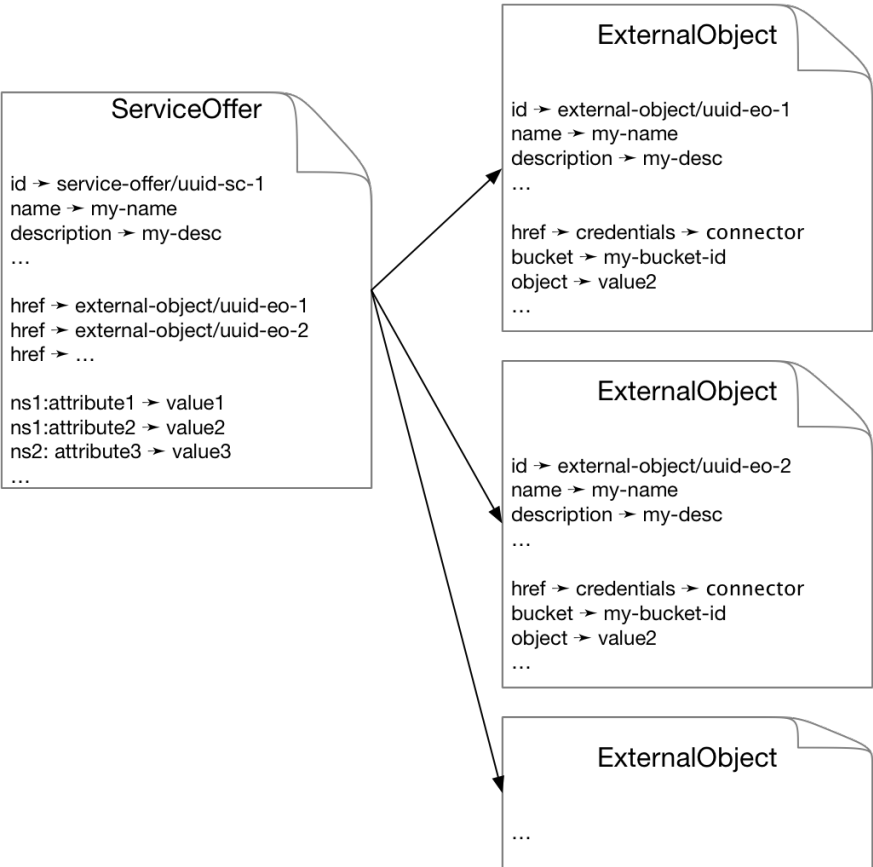 ServiceOffer
id ➛ service-offer/uuid-sc-1
name ➛ my-name
description ➛ my-desc
…
href ➛ external-object/uuid-eo-1
href ➛ external-object/uuid-eo-2
href ➛ …
ns1:attribute1 ➛ value1
ns1:attribute2 ➛ value2
ns2: attribute3 ➛ value3
…
ExternalObject
id ➛ external-object/uuid-eo-1
name ➛ my-name
description ➛ my-desc
…
href ➛ credentials ➛ connector
bucket ➛ my-bucket-id
object ➛ value2
…
ExternalObject
id ➛ external-object/uuid-eo-2
name ➛ my-name
description ➛ my-desc
…
href ➛ credentials ➛ connector
bucket ➛ my-bucket-id
object ➛ value2
…
ExternalObject
…